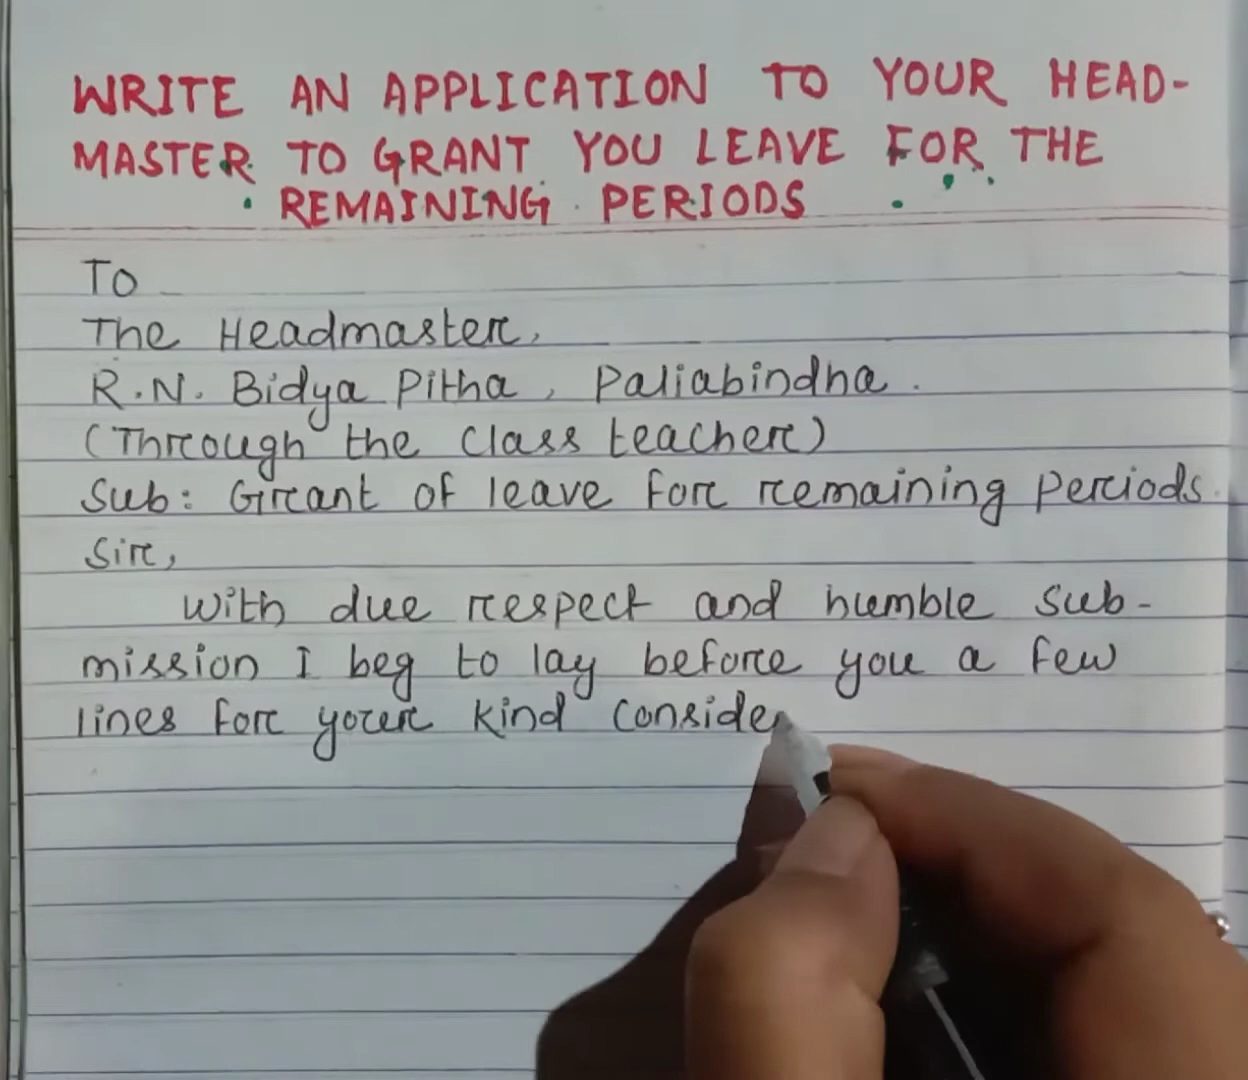 WRITE AN APPLICATION TO YOUR HEAD-
MASTER TO GRANT YOU LEAVE FOR THE
REMAINING PERIODS
To
The Headmaster,
R.N. Bidya Pitha, Paliabindha.
(Through the class teacher)
Sub: Grant of leave for remaining periods.
Sir,
With due respect and humble sub-
mission I beg to lay before you a few
lines for your kind conside